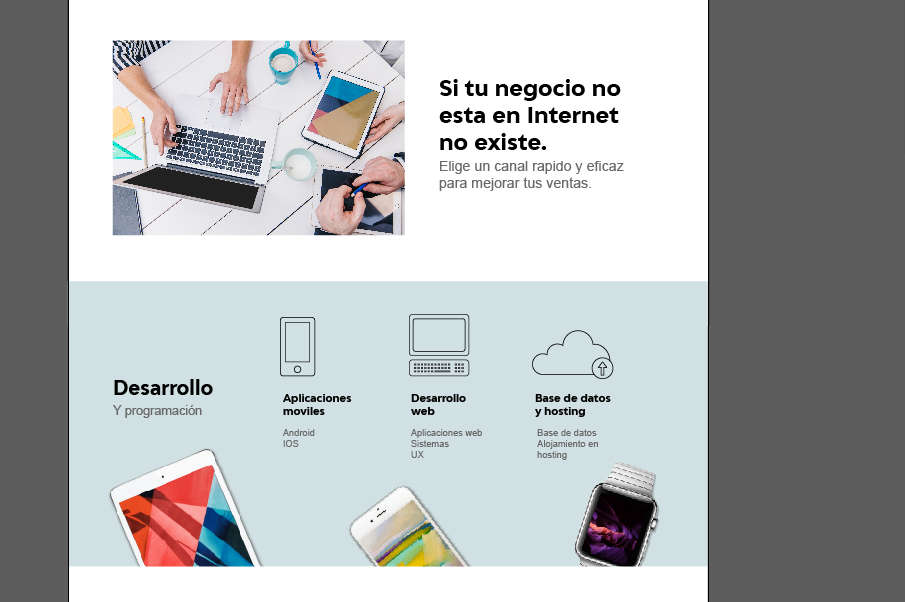 Si tu negocio no
esta en Internet
no existe.
Elige un canal rapido y eficaz
para mejorar tus ventas.
Desarrollo
Y programación
Aplicaciones
moviles
Android
IOS
Desarrollo
web
Aplicaciones web
Sistemas
UX
Base de datos
y hosting
Base de datos
Alojamiento en
hosting